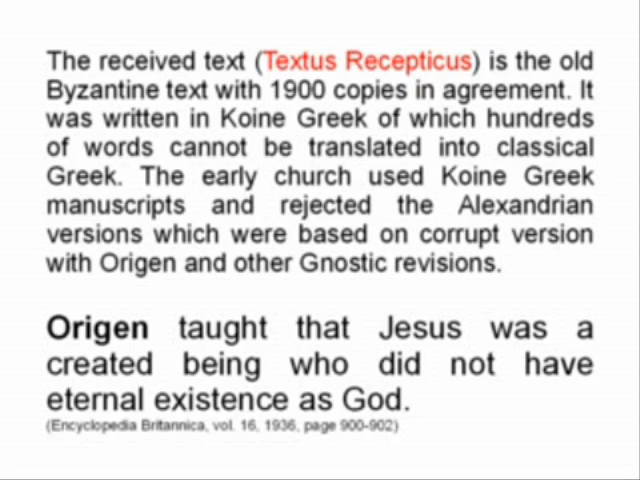 The received text (Textus Recepticus) is the old
Byzantine text with 1900 copies in agreement. It
was written in Koine Greek of which hundreds
of words cannot be translated into classical
Greek. The early church used Koine Greek
manuscripts and rejected the Alexandrian
versions which were based on corrupt version
with Origen and other Gnostic revisions.
Origen taught that Jesus was a
created being who did not have
eternal existence as God.
(Encyclopedia Britannica, vol. 16, 1936, page 900-902)